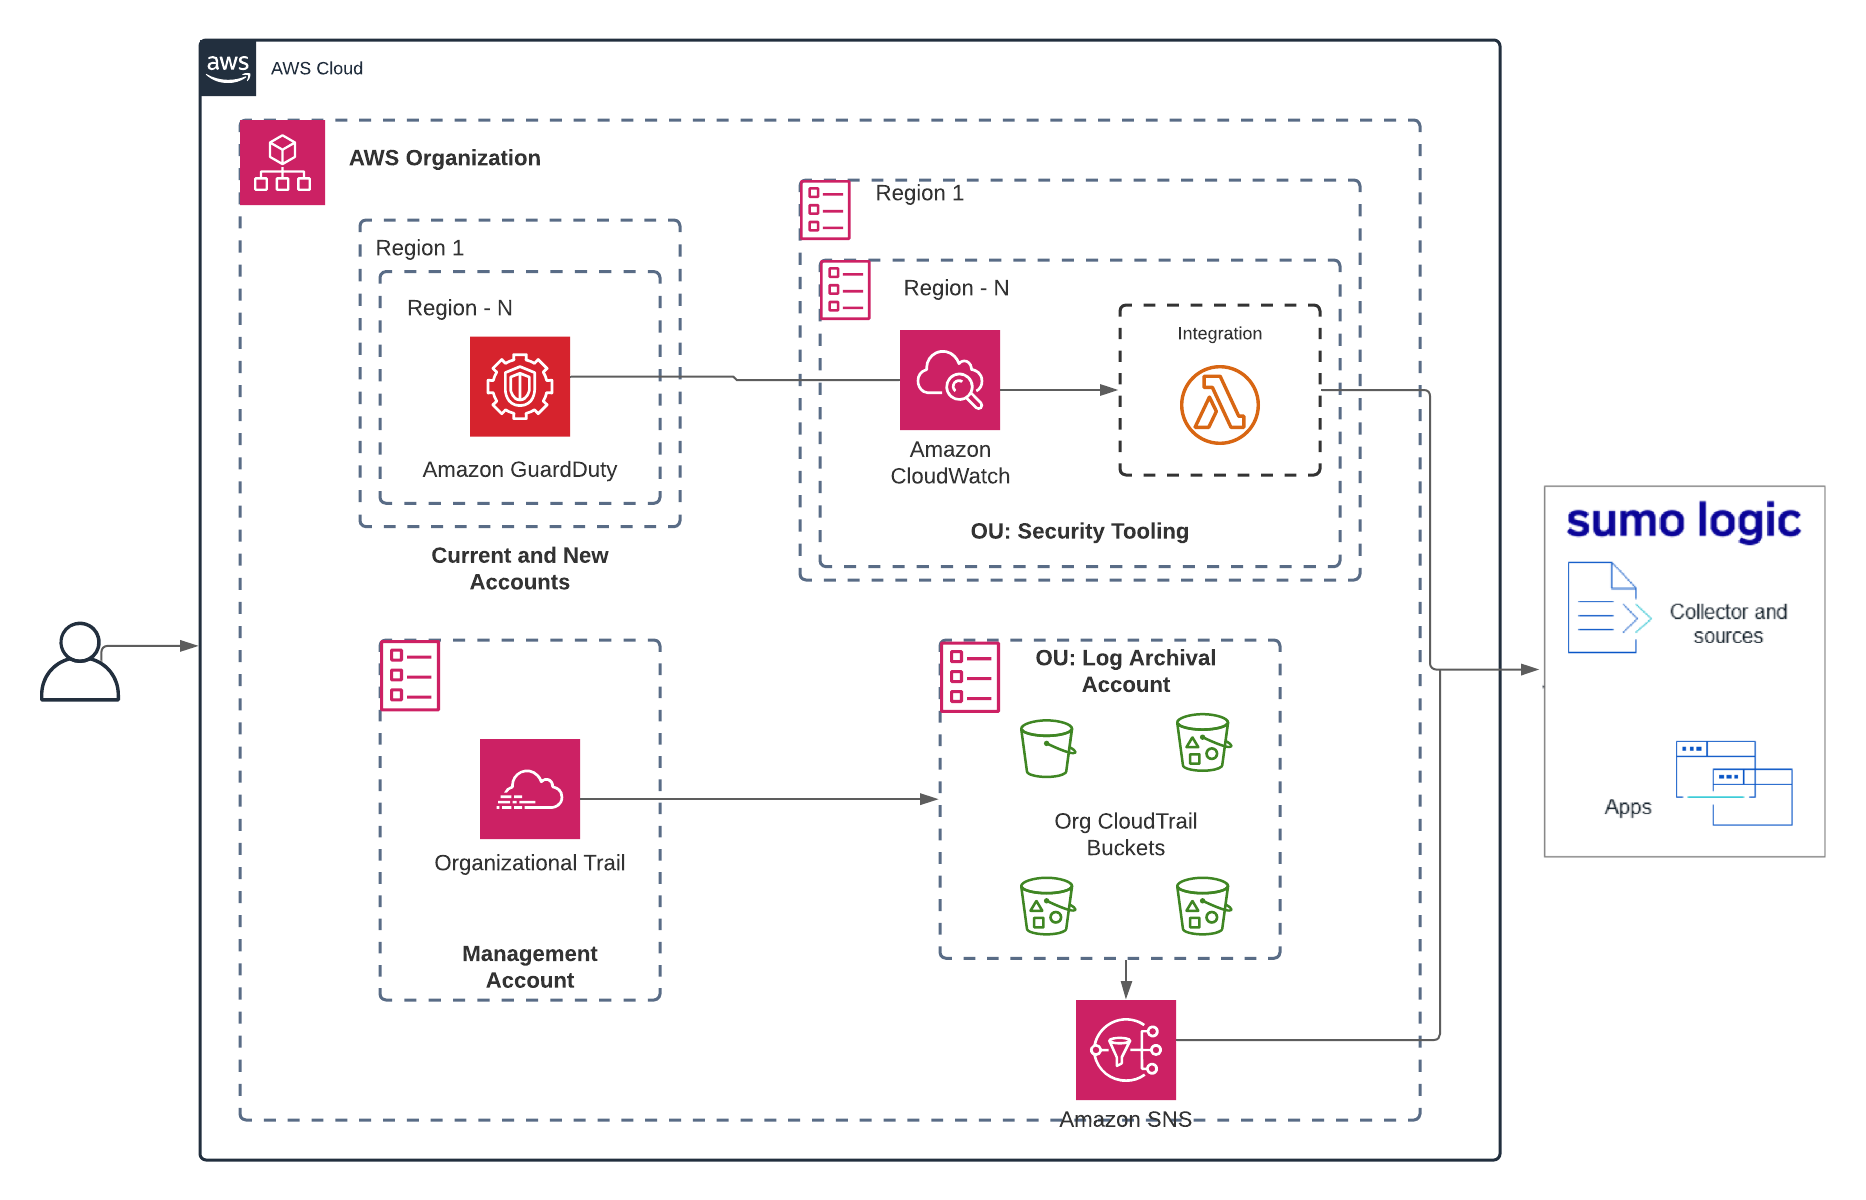 aws
AWS Cloud
AWS Organization
Region 1
Region - N
Amazon GuardDuty
Current and New
Accounts
Region 1
Region - N
Integration
Amazon
CloudWatch
OU: Security Tooling
sumo logic
Collector and
sources
Apps
Organizational Trail
Management
Account
OU: Log Archival
Account
Org CloudTrail
Buckets
Amazon SNS